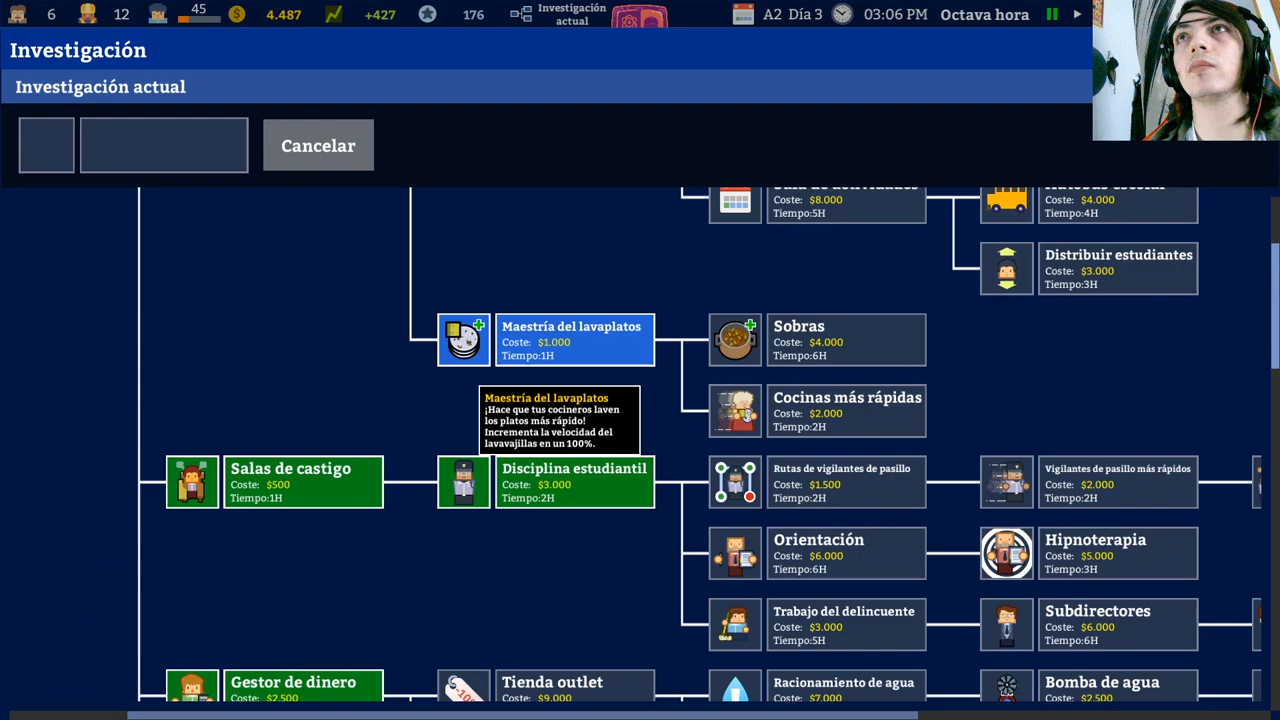 6
12
45
4.487
+427
176
Investigación
actual
A2 Día 3
03:06 PM
Octava hora
Investigación
Investigación actual
Cancelar
Sala de actividades
Coste: $8.000
Tiempo:5H
Autobús escolar
Coste: $4.000
Tiempo:4H
Distribuir estudiantes
Coste: $3.000
Tiempo:3H
Maestría del lavaplatos
Coste: $1.000
Tiempo:1H
Sobras
Coste: $4.000
Tiempo:6H
Maestría del lavaplatos
¡Hace que tus cocineros laven
los platos más rápido!
Incrementa la velocidad del
lavavajillas en un 100%.
Cocinas más rápidas
Coste: $2.000
Tiempo:2H
Salas de castigo
Coste: $500
Tiempo:1H
Disciplina estudiantil
Coste: $3.000
Tiempo:2H
Rutas de vigilantes de pasillo
Coste: $1.500
Tiempo:2H
Vigilantes de pasillo más rápidos
Coste: $2.000
Tiempo:2H
Orientación
Coste: $6.000
Tiempo:6H
Hipnoterapia
Coste: $5.000
Tiempo:3H
Trabajo del delincuente
Coste: $3.000
Tiempo:5H
Subdirectores
Coste: $6.000
Tiempo:6H
Gestor de dinero
Coste: $2.500
Tienda outlet
Coste: $9.000
Racionamiento de agua
Coste: $7.000
Bomba de agua
Coste: $2.500